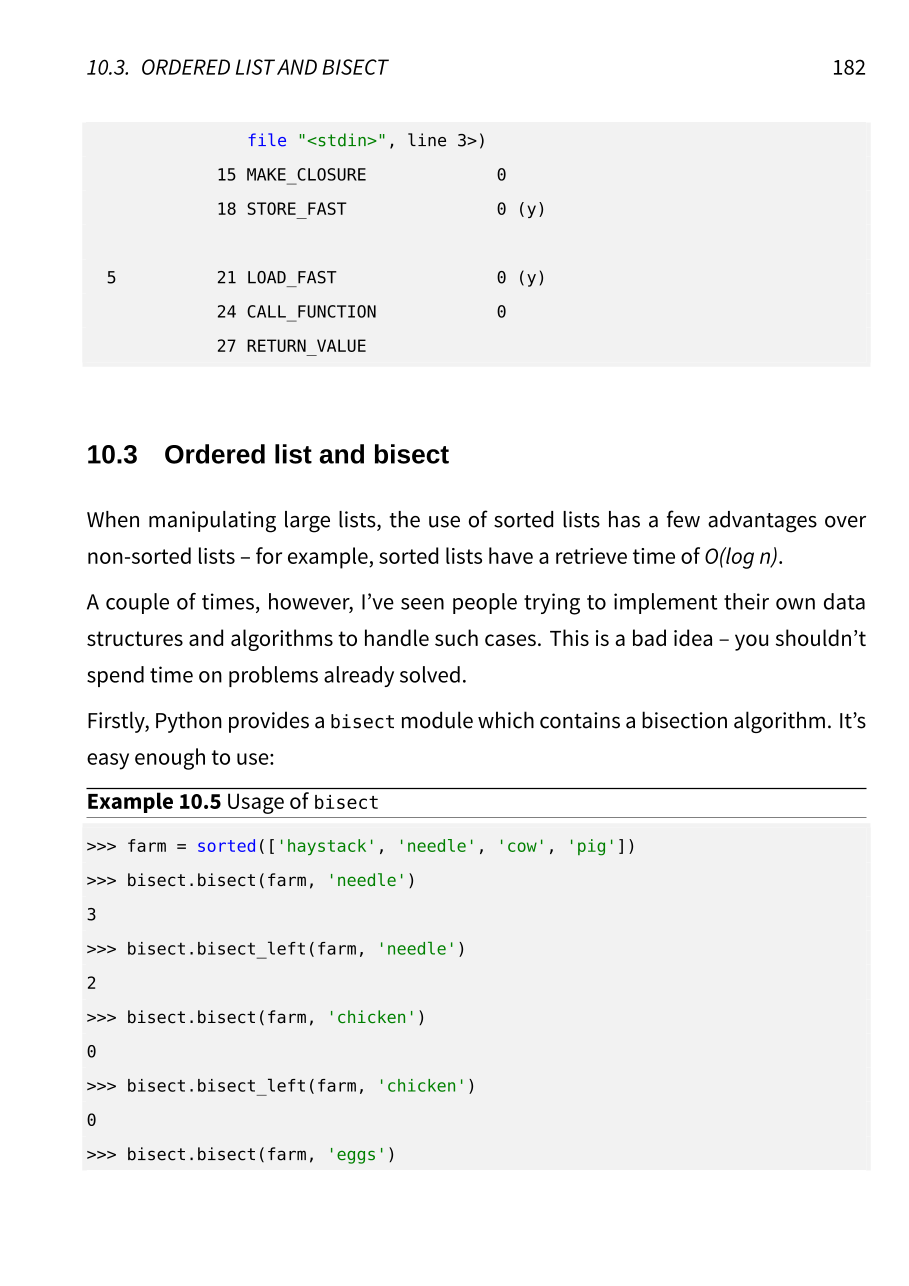 10.3. ORDERED LIST AND BISECT 182
file "<stdin>", line 3>)
15 MAKE_CLOSURE 0
18 STORE_FAST 0 (y)
5 21 LOAD_FAST 0 (y)
24 CALL_FUNCTION 0
27 RETURN_VALUE
10.3 Ordered list and bisect
When manipulating large lists, the use of sorted lists has a few advantages over
non-sorted lists – for example, sorted lists have a retrieve time of O(log n).
A couple of times, however, I’ve seen people trying to implement their own data
structures and algorithms to handle such cases. This is a bad idea – you shouldn’t
spend time on problems already solved.
Firstly, Python provides a bisect module which contains a bisection algorithm. It’s
easy enough to use:
Example 10.5 Usage of bisect
>>> farm = sorted(['haystack', 'needle', 'cow', 'pig'])
>>> bisect.bisect(farm, 'needle')
3
>>> bisect.bisect_left(farm, 'needle')
2
>>> bisect.bisect(farm, 'chicken')
0
>>> bisect.bisect_left(farm, 'chicken')
0
>>> bisect.bisect(farm, 'eggs')